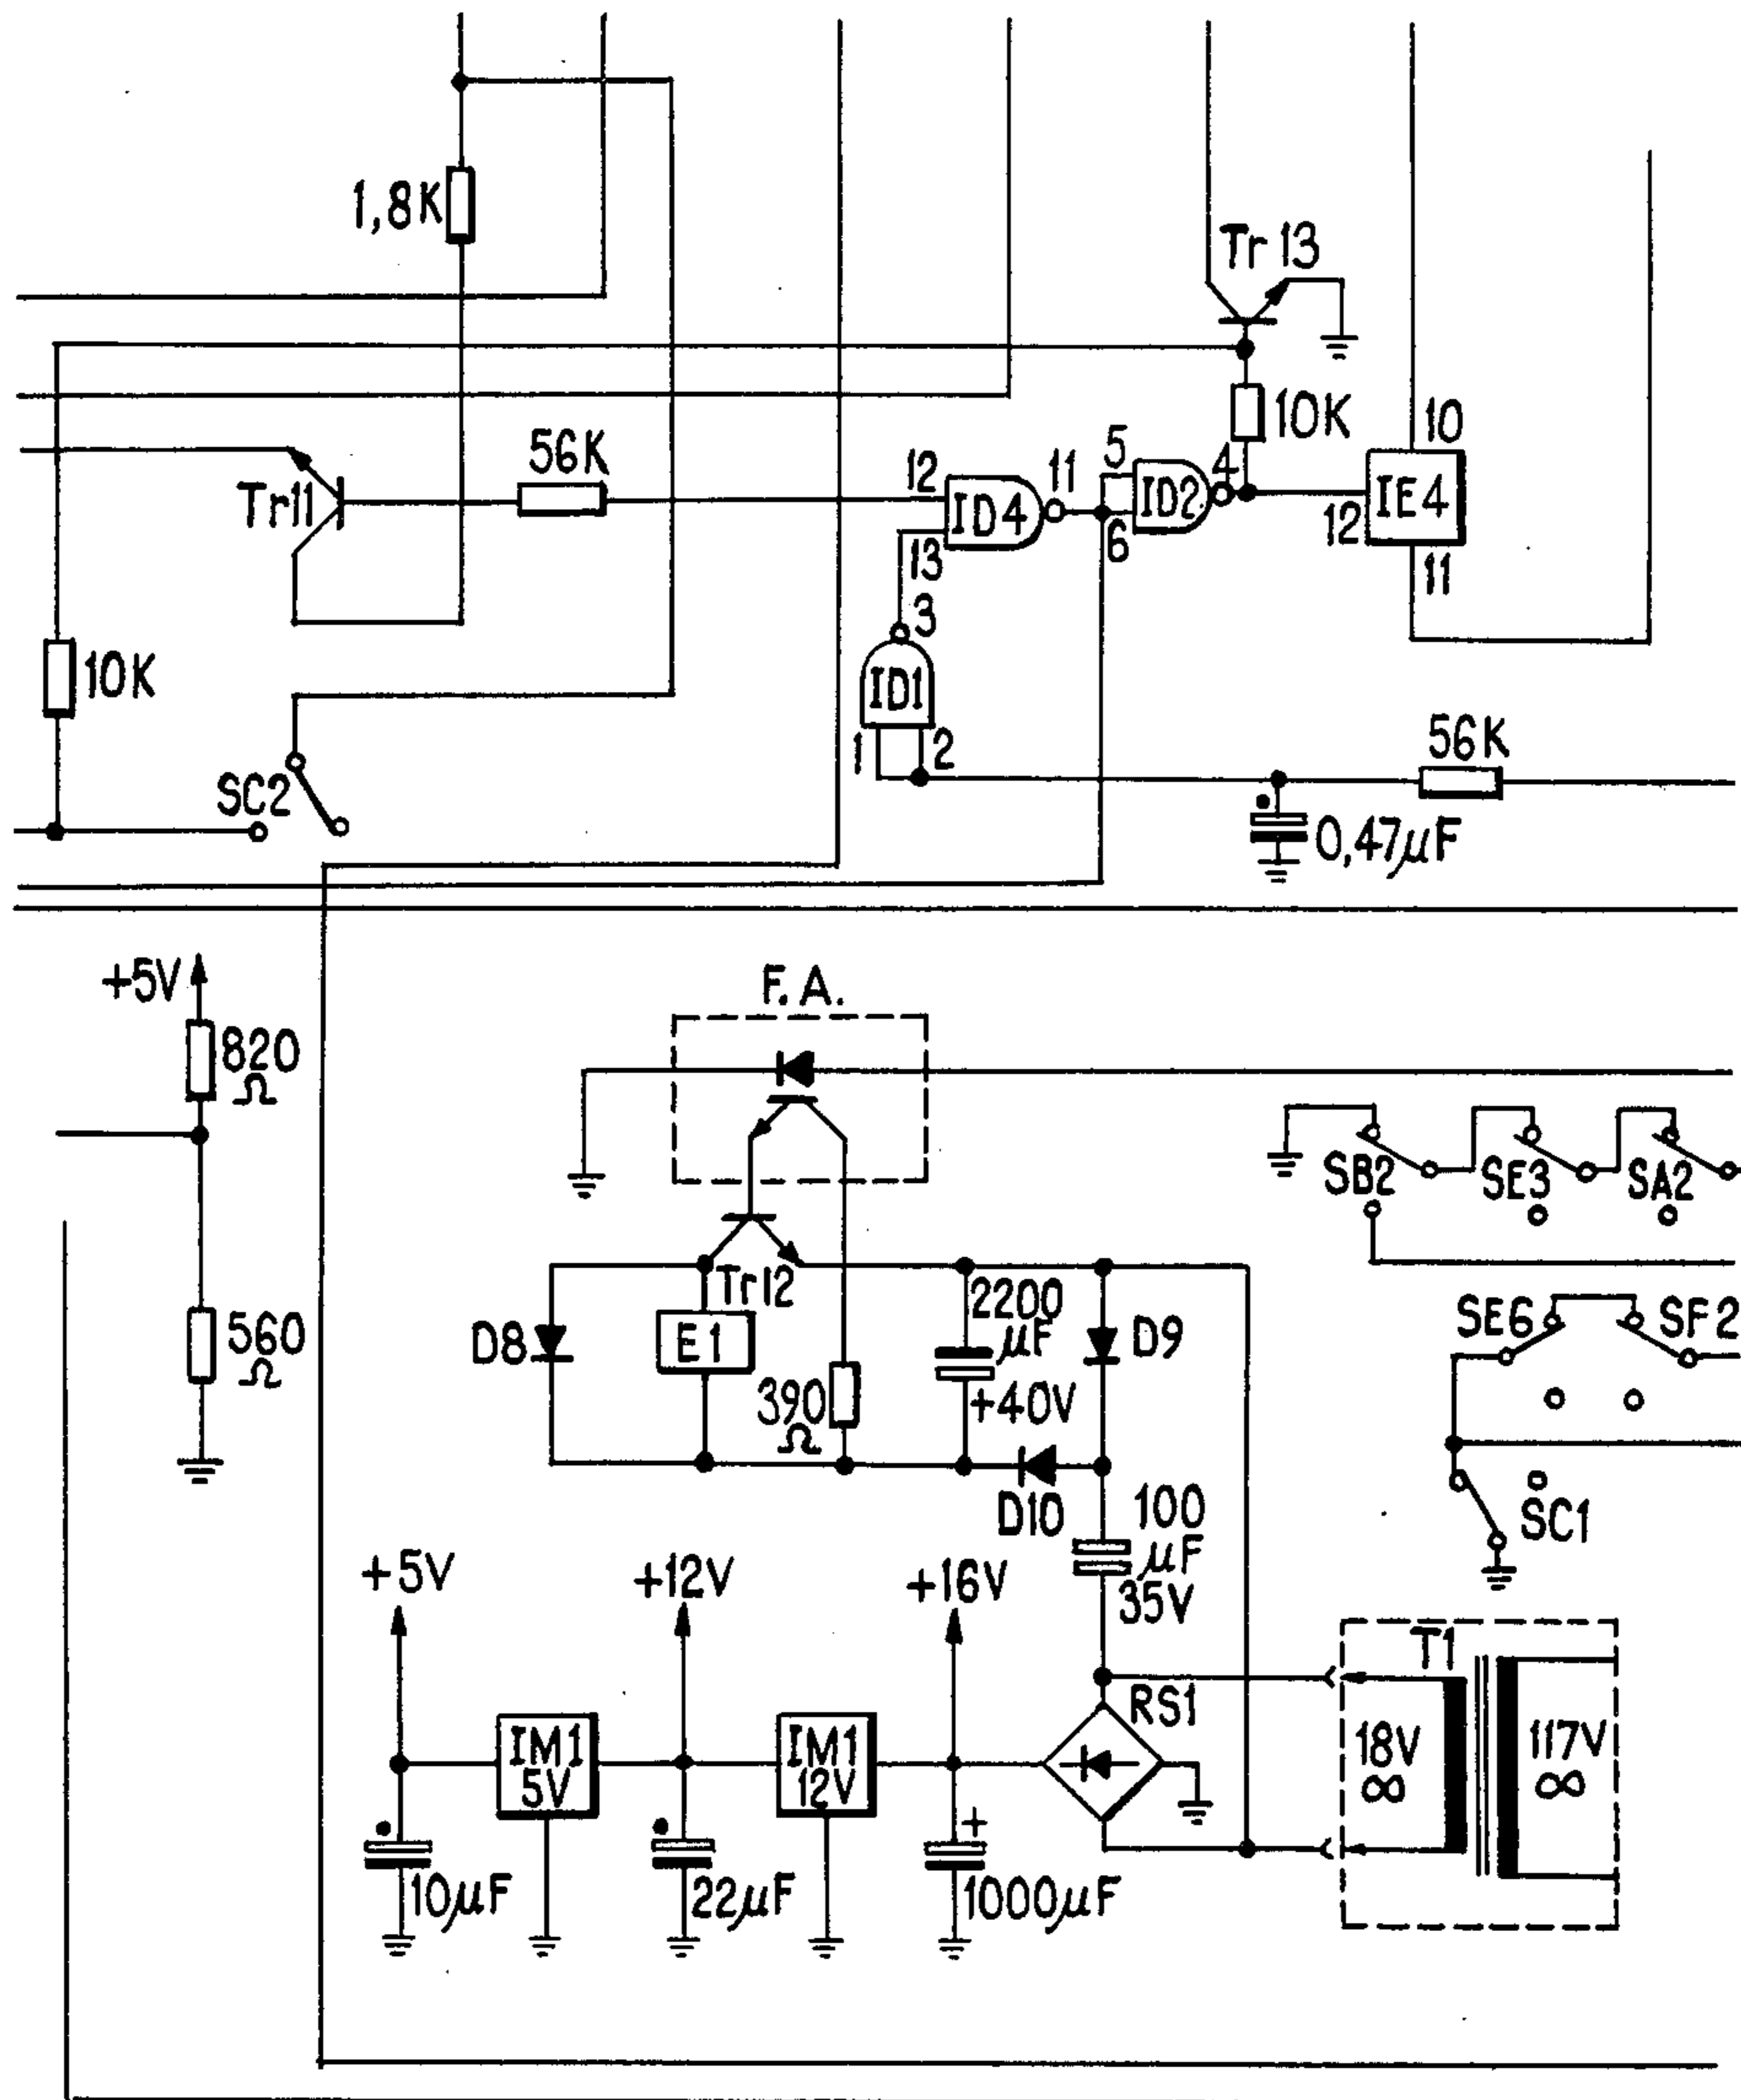 1,8K
Tr 13
10K
10
56K
12
11
5
4
Tr11
ID4
ID2
IE4
13
6
12
11
3
10K
ID1
1
2
56K
SC2
0,47µF
+5V
F. A.
820
Ω
SB2
SE3
SA2
Tr12
2200
µF
SE6
SF2
560
Ω
D8
E1
D9
390
Ω
+40V
D10
100
µF
35V
SC1
+5V
+12V
+16V
T1
RS1
IM1
5V
IM1
12V
18V
117V
10µF
22µF
+
1000µF